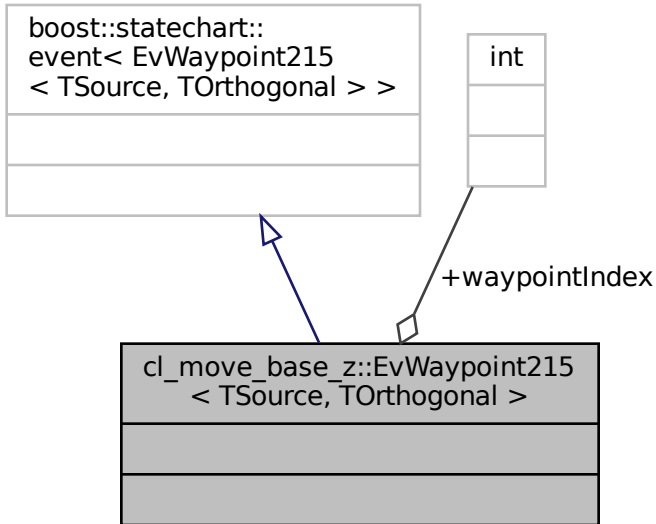 boost::statechart::
event< EvWaypoint215
< TSource, TOrthogonal > >
int
+waypointIndex
cl_move_base_z::EvWaypoint215
< TSource, TOrthogonal >